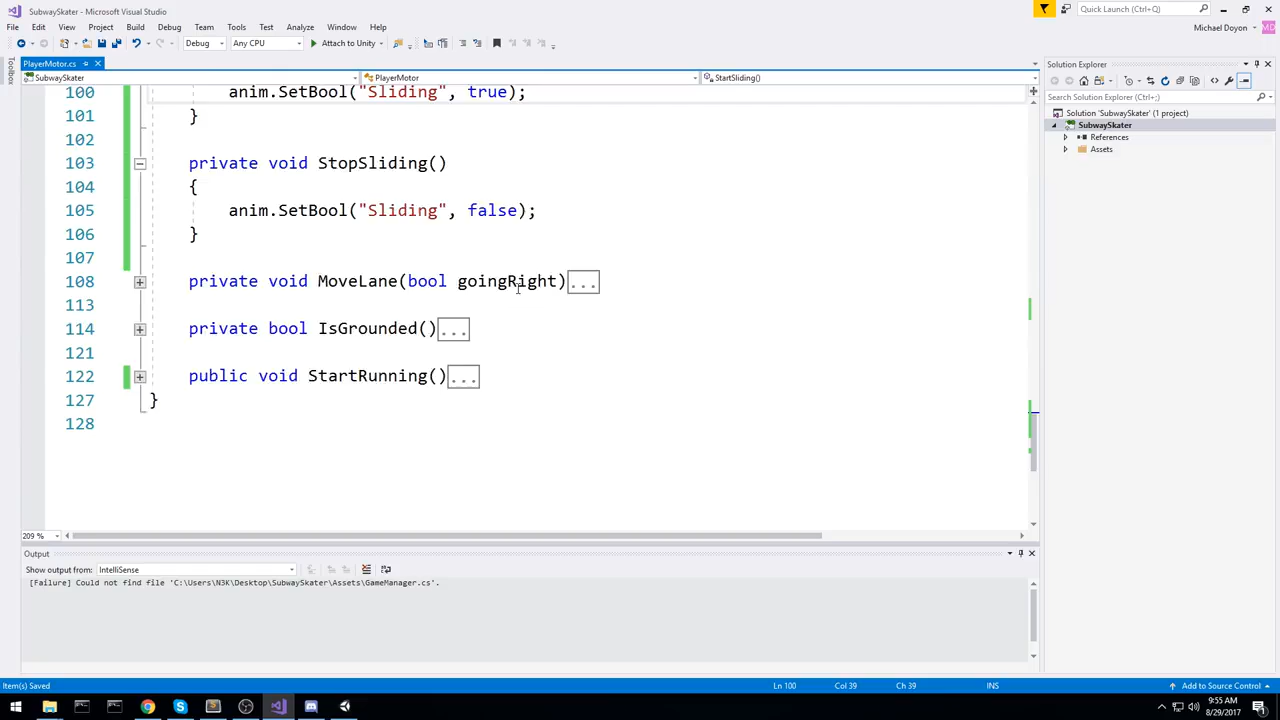 SubwaySkater - Microsoft Visual Studio
Quick Launch (Ctrl+Q)
File Edit View Project Build Debug Team Tools Test Analyze Window Help
Michael Doyon MD
Debug Any CPU Attach to Unity
PlayerMotor.cs
Solution Explorer
SubwaySkater PlayerMotor StartSliding()
Toolbox
Search Solution Explorer (Ctrl+;)
Solution 'SubwaySkater' (1 project)
SubwaySkater
References
Assets
100 anim.SetBool("Sliding", true);
101 }
102
103 private void StopSliding()
104 {
105 anim.SetBool("Sliding", false);
106 }
107
108 private void MoveLane(bool goingRight)...
113
114 private bool IsGrounded()...
121
122 public void StartRunning()...
127 }
128
209 %
Output
Show output from: IntelliSense
[Failure] Could not find file 'C:\Users\N3K\Desktop\SubwaySkater\Assets\GameManager.cs'.
Item(s) Saved Ln 100 Col 39 Ch 39 INS Add to Source Control
9:55 AM
8/29/2017